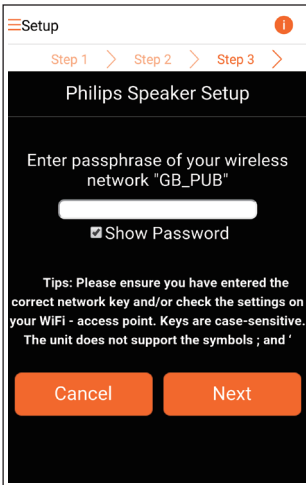 Setup
i
Step 1 Step 2 Step 3
Philips Speaker Setup
Enter passphrase of your wireless
network "GB_PUB"
Show Password
Tips: Please ensure you have entered the
correct network key and/or check the settings on
your WiFi - access point. Keys are case-sensitive.
The unit does not support the symbols ; and ‘
Cancel Next